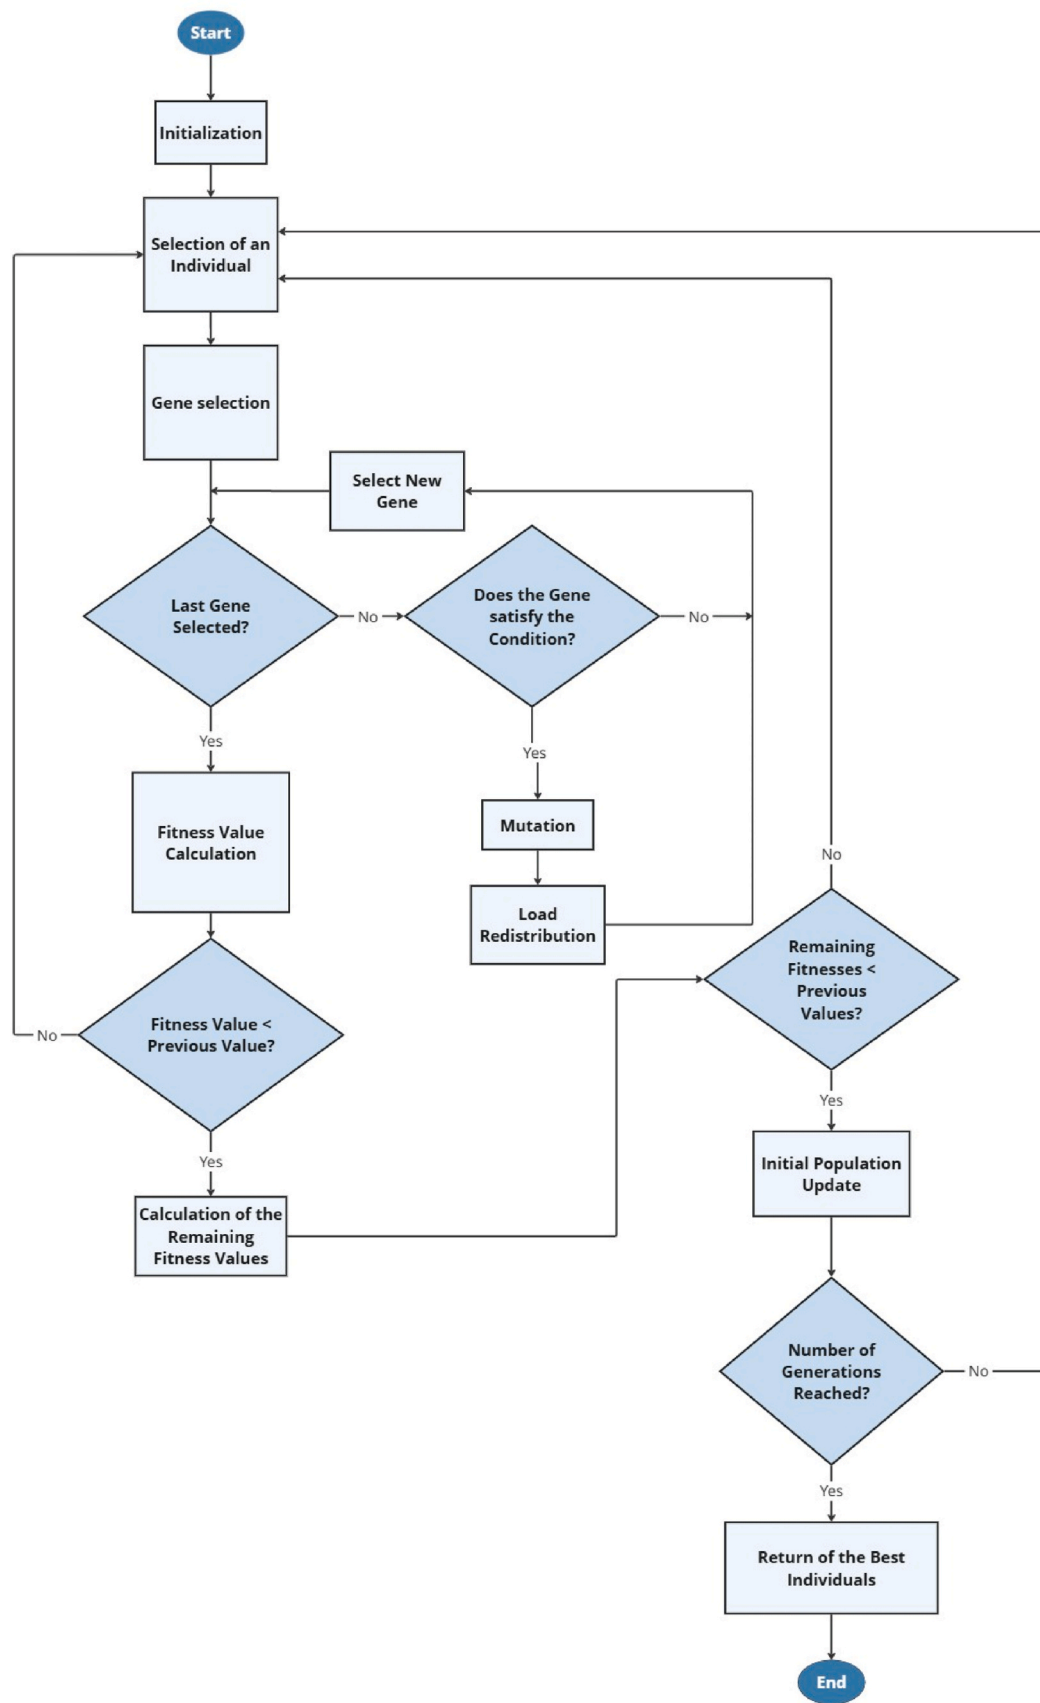 Start
Initialization
Selection of an
Individual
Gene selection
Select New
Gene
Last Gene
Selected?
No
Does the Gene
satisfy the
Condition?
No
Yes
Yes
Mutation
Fitness Value
Calculation
Load
Redistribution
No
Remaining
Fitnesses <
Previous
Values?
Fitness Value <
Previous Value?
No
Yes
Yes
Initial Population
Update
Calculation of the
Remaining
Fitness Values
Number of
Generations
Reached?
No
Yes
Return of the Best
Individuals
End